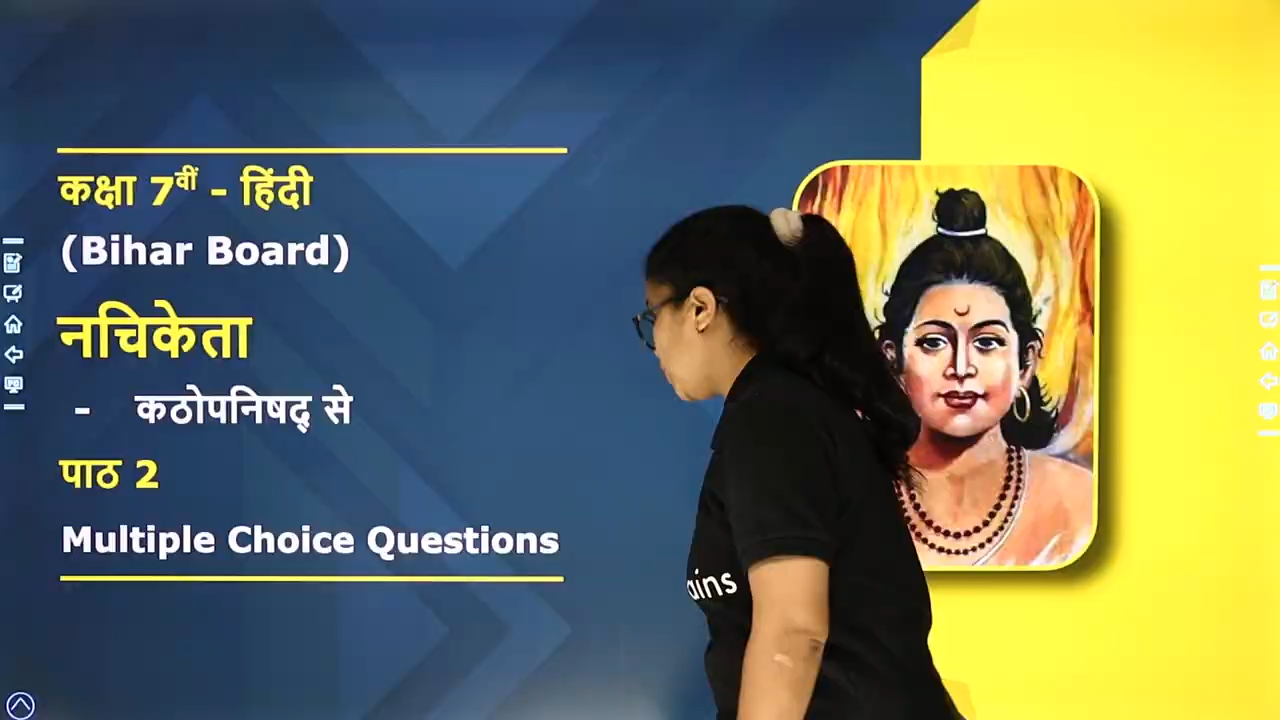 कक्षा 7वीं - हिंदी
(Bihar Board)
नचिकेता
- कठोपनिषद् से
पाठ 2
Multiple Choice Questions